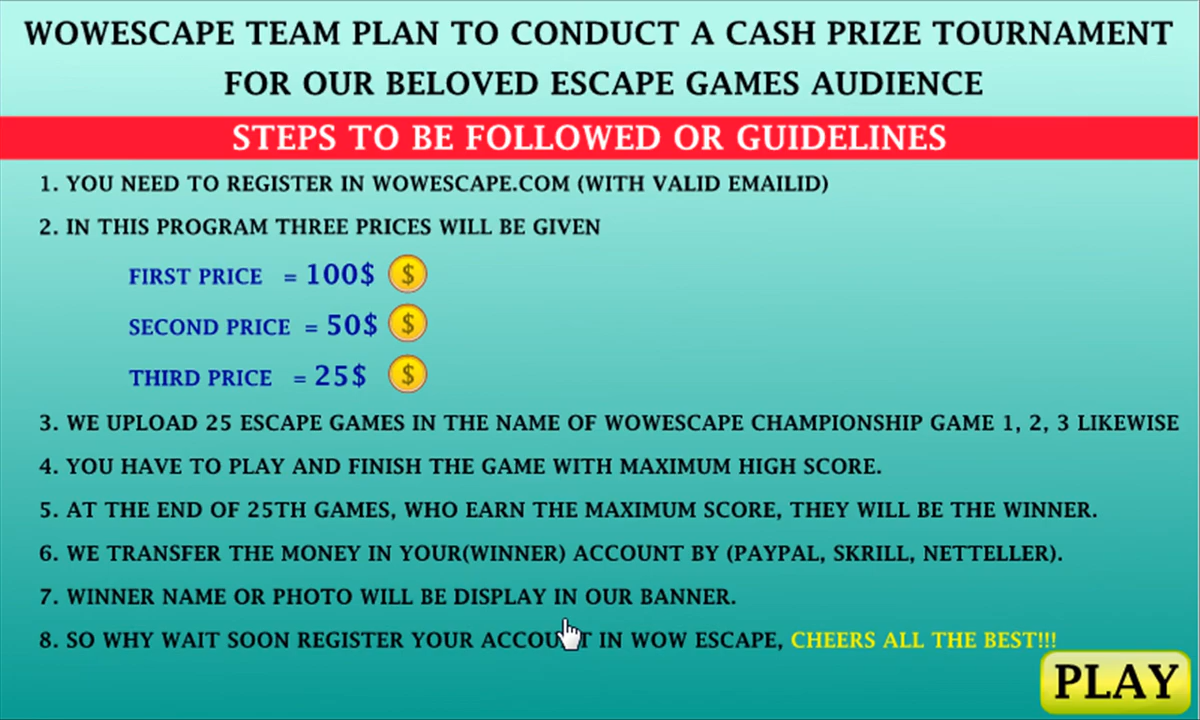 WOWESCAPE TEAM PLAN TO CONDUCT A CASH PRIZE TOURNAMENT
FOR OUR BELOVED ESCAPE GAMES AUDIENCE
STEPS TO BE FOLLOWED OR GUIDELINES
1. YOU NEED TO REGISTER IN WOWESCAPE.COM (WITH VALID EMAILID)
2. IN THIS PROGRAM THREE PRICES WILL BE GIVEN
FIRST PRICE = 100$ $
SECOND PRICE = 50$ $
THIRD PRICE = 25$ $
3. WE UPLOAD 25 ESCAPE GAMES IN THE NAME OF WOWESCAPE CHAMPIONSHIP GAME 1, 2, 3 LIKEWISE
4. YOU HAVE TO PLAY AND FINISH THE GAME WITH MAXIMUM HIGH SCORE.
5. AT THE END OF 25TH GAMES, WHO EARN THE MAXIMUM SCORE, THEY WILL BE THE WINNER.
6. WE TRANSFER THE MONEY IN YOUR(WINNER) ACCOUNT BY (PAYPAL, SKRILL, NETTELLER).
7. WINNER NAME OR PHOTO WILL BE DISPLAY IN OUR BANNER.
8. SO WHY WAIT SOON REGISTER YOUR ACCOUNT IN WOW ESCAPE, CHEERS ALL THE BEST!!!
PLAY